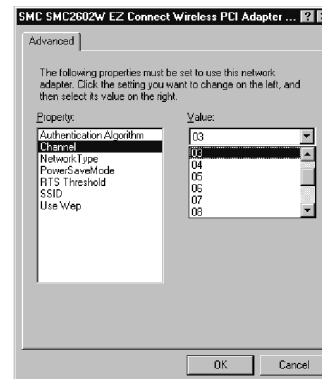 SMC SMC2602W EZ Connect Wireless PCI Adapter ...
Advanced
The following properties must be set to use this network
adapter. Click the setting you want to change on the left, and
then select its value on the right.
Property:
Authentication Algorithm
Channel
NetworkType
PowerSaveMode
RTS Threshold
SSID
Use Wep
Value:
03
03
04
05
06
07
08
OK
Cancel